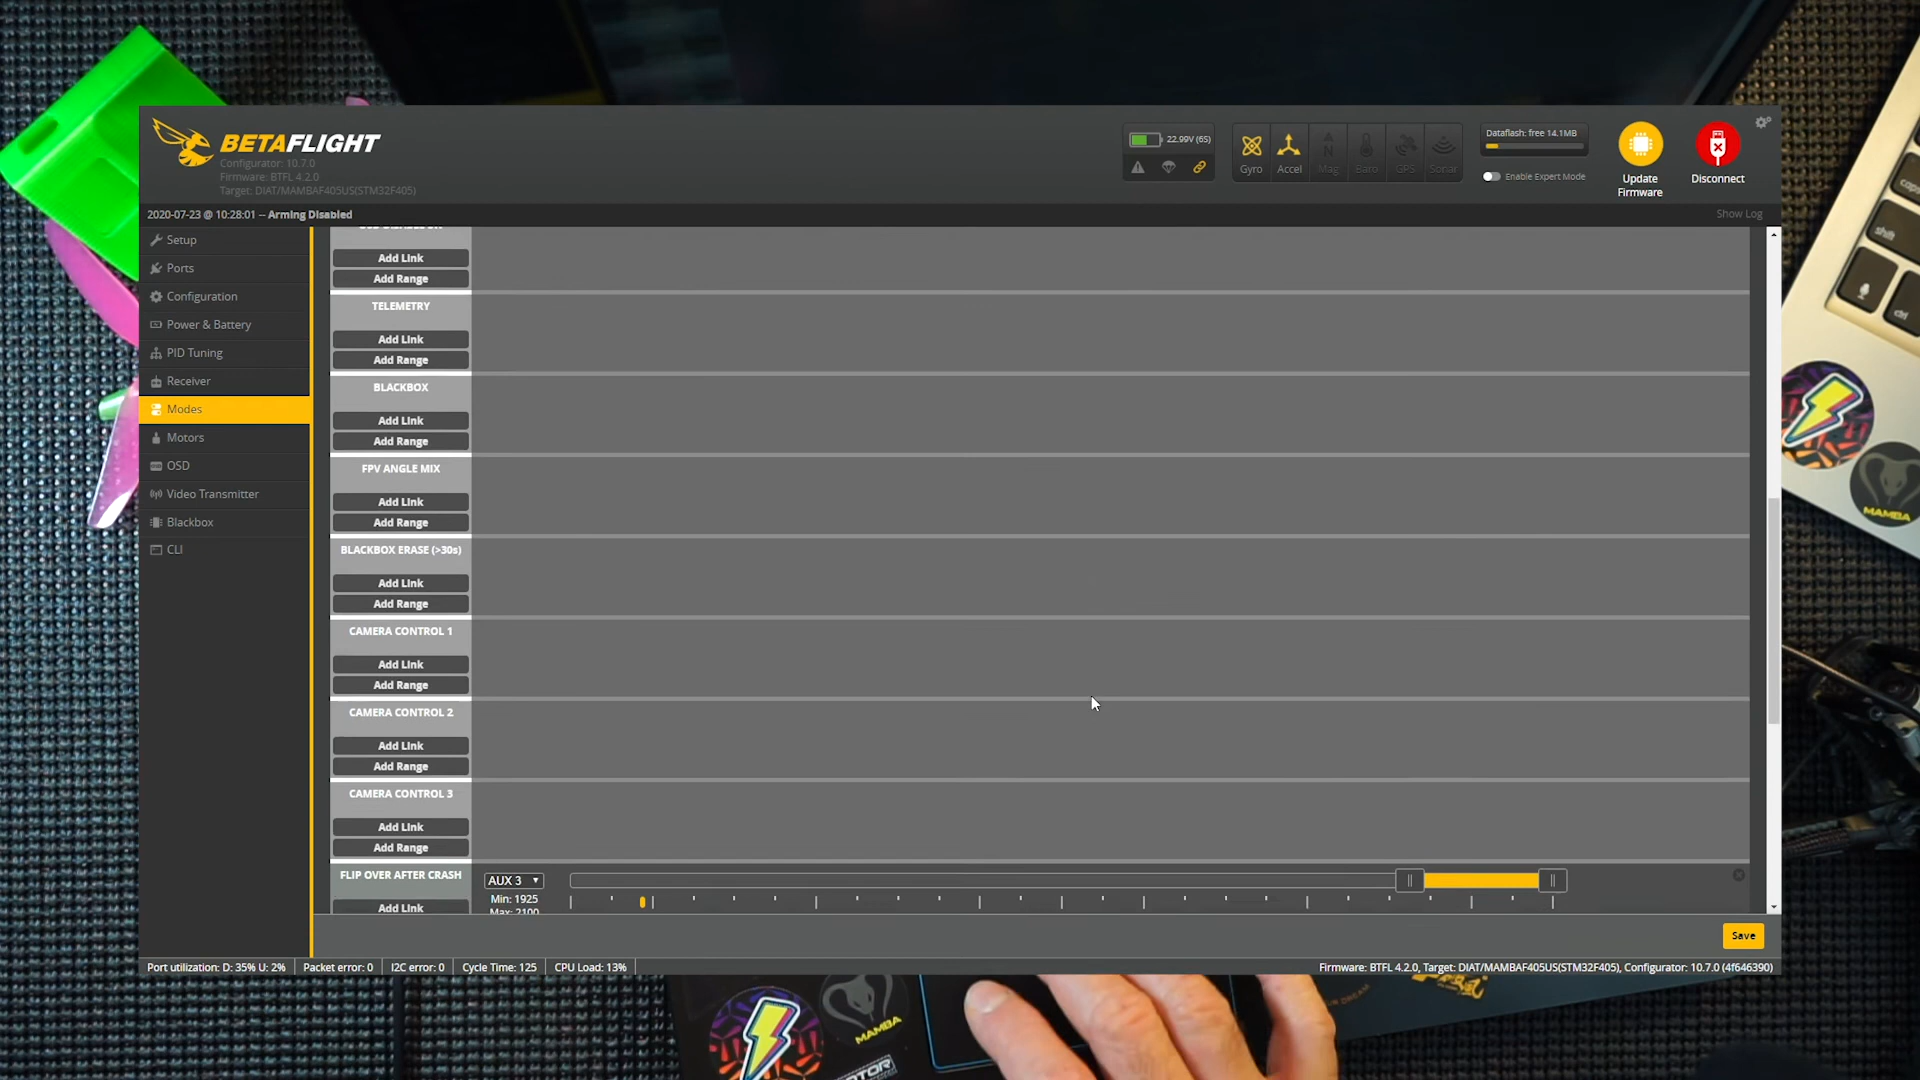 BETAFLIGHT
Configurator: 10.7.0
Firmware: BTFL 4.2.0
Target: DIAT/MAMBAF405US(STM32F405)
22.99V (6S)
Gyro
Accel
Mag
Baro
GPS
Sonar
Dataflash: free 14.1MB
Enable Expert Mode
Update
Firmware
Disconnect
2020-07-23 @ 10:28:01 -- Arming Disabled
Show Log
Setup
Ports
Configuration
Power & Battery
PID Tuning
Receiver
Modes
Motors
OSD
Video Transmitter
Blackbox
CLI
Add Link
Add Range
TELEMETRY
Add Link
Add Range
BLACKBOX
Add Link
Add Range
FPV ANGLE MIX
Add Link
Add Range
BLACKBOX ERASE (>30s)
Add Link
Add Range
CAMERA CONTROL 1
Add Link
Add Range
CAMERA CONTROL 2
Add Link
Add Range
CAMERA CONTROL 3
Add Link
Add Range
FLIP OVER AFTER CRASH
Add Link
AUX 3
Min: 1925
Max: 2100
Save
Port utilization: D: 35% U: 2%
Packet error: 0
I2C error: 0
Cycle Time: 125
CPU Load: 13%
Firmware: BTFL 4.2.0, Target: DIAT/MAMBAF405US(STM32F405), Configurator: 10.7.0 (4f646390)
shift
ctrl
MAMBA
MAMBA